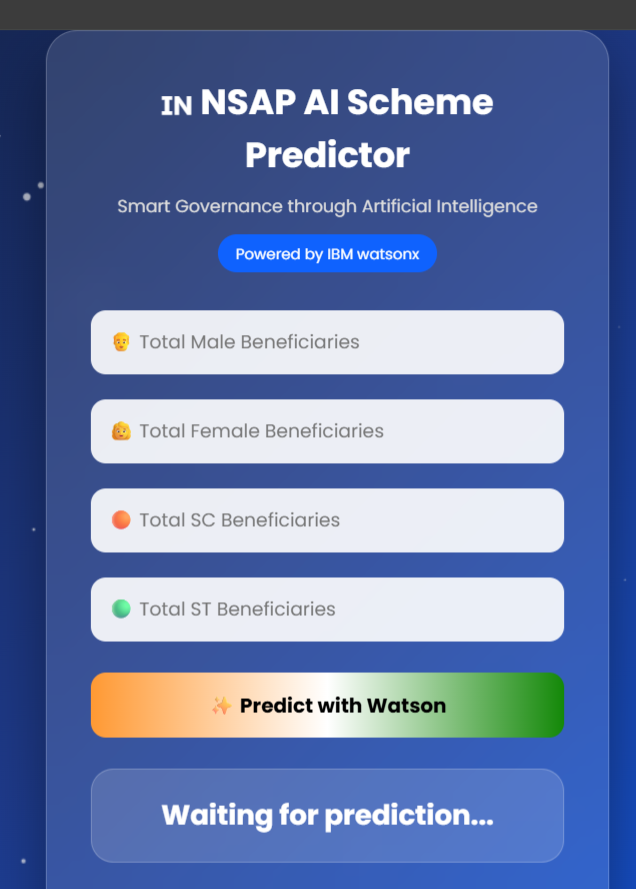 IN NSAP AI Scheme
Predictor
Smart Governance through Artificial Intelligence
Powered by IBM watsonx
👨 Total Male Beneficiaries
👩 Total Female Beneficiaries
🔴 Total SC Beneficiaries
🟢 Total ST Beneficiaries
✨ Predict with Watson
Waiting for prediction...